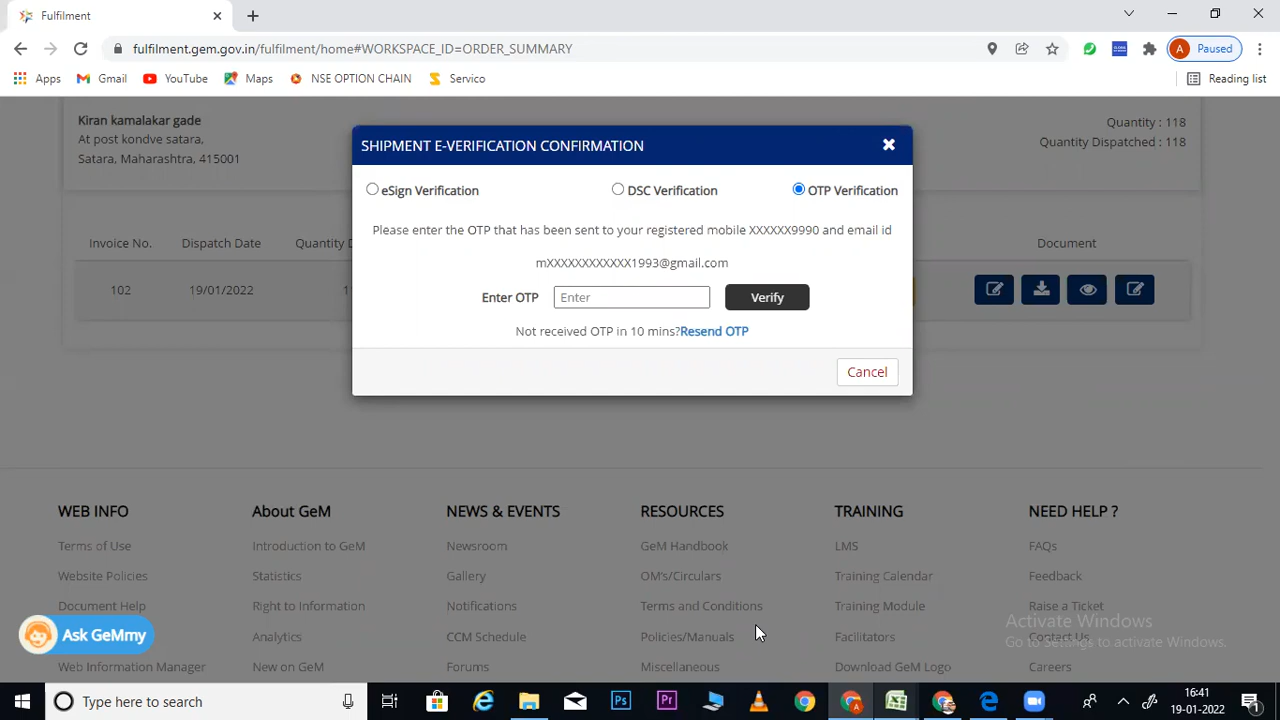 Fulfilment
fulfilment.gem.gov.in/fulfilment/home#WORKSPACE_ID=ORDER_SUMMARY
A Paused
Apps Gmail YouTube Maps NSE OPTION CHAIN Servico Reading list
Kiran kamalakar gade
At post kondve satara,
Satara, Maharashtra, 415001
Quantity : 118
Quantity Dispatched : 118
SHIPMENT E-VERIFICATION CONFIRMATION
eSign Verification DSC Verification OTP Verification
Please enter the OTP that has been sent to your registered mobile XXXXXX9990 and email id
mXXXXXXXXXXXX1993@gmail.com
Enter OTP Enter Verify
Not received OTP in 10 mins?Resend OTP
Cancel
Invoice No. Dispatch Date Quantity D Document
102 19/01/2022 1
WEB INFO About GeM NEWS & EVENTS RESOURCES TRAINING NEED HELP ?
Terms of Use Introduction to GeM Newsroom GeM Handbook LMS FAQs
Website Policies Statistics Gallery OM's/Circulars Training Calendar Feedback
Document Help Right to Information Notifications Terms and Conditions Training Module Raise a Ticket
Ask GeMmy Analytics CCM Schedule Policies/Manuals Facilitators Contact Us
Web Information Manager New on GeM Forums Miscellaneous Download GeM Logo Careers
Activate Windows
Go to Settings to activate Windows.
Type here to search
Ps Pr A
16:41
19-01-2022
1